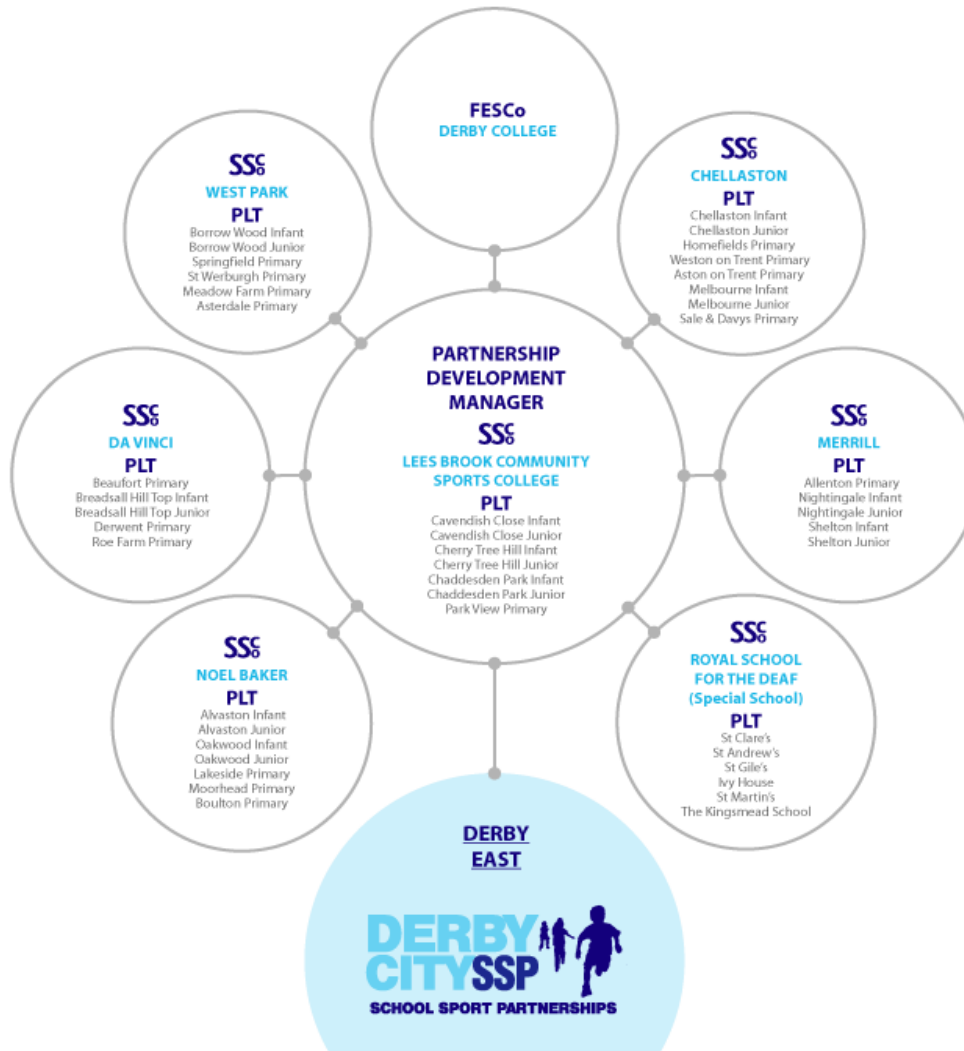 FESCo
DERBY COLLEGE
SSCo
WEST PARK
PLT
Borrow Wood Infant
Borrow Wood Junior
Springfield Primary
St Werburgh Primary
Meadow Farm Primary
Asterdale Primary
SSCo
CHELLASTON
PLT
Chellaston Infant
Chellaston Junior
Homefields Primary
Weston on Trent Primary
Aston on Trent Primary
Melbourne Infant
Melbourne Junior
Sale & Davys Primary
PARTNERSHIP
DEVELOPMENT
MANAGER
SSCo
LEES BROOK COMMUNITY
SPORTS COLLEGE
PLT
Cavendish Close Infant
Cavendish Close Junior
Cherry Tree Hill Infant
Cherry Tree Hill Junior
Chaddesden Park Infant
Chaddesden Park Junior
Park View Primary
SSCo
DA VINCI
PLT
Beaufort Primary
Breadsall Hill Top Infant
Breadsall Hill Top Junior
Derwent Primary
Roe Farm Primary
SSCo
MERRILL
PLT
Allenton Primary
Nightingale Infant
Nightingale Junior
Shelton Infant
Shelton Junior
SSCo
NOEL BAKER
PLT
Alvaston Infant
Alvaston Junior
Oakwood Infant
Oakwood Junior
Lakeside Primary
Moorhead Primary
Boulton Primary
SSCo
ROYAL SCHOOL
FOR THE DEAF
(Special School)
PLT
St Clare's
St Andrew's
St Gile's
Ivy House
St Martin's
The Kingsmead School
DERBY
EAST
DERBY
CITYSSP
SCHOOL SPORT PARTNERSHIPS